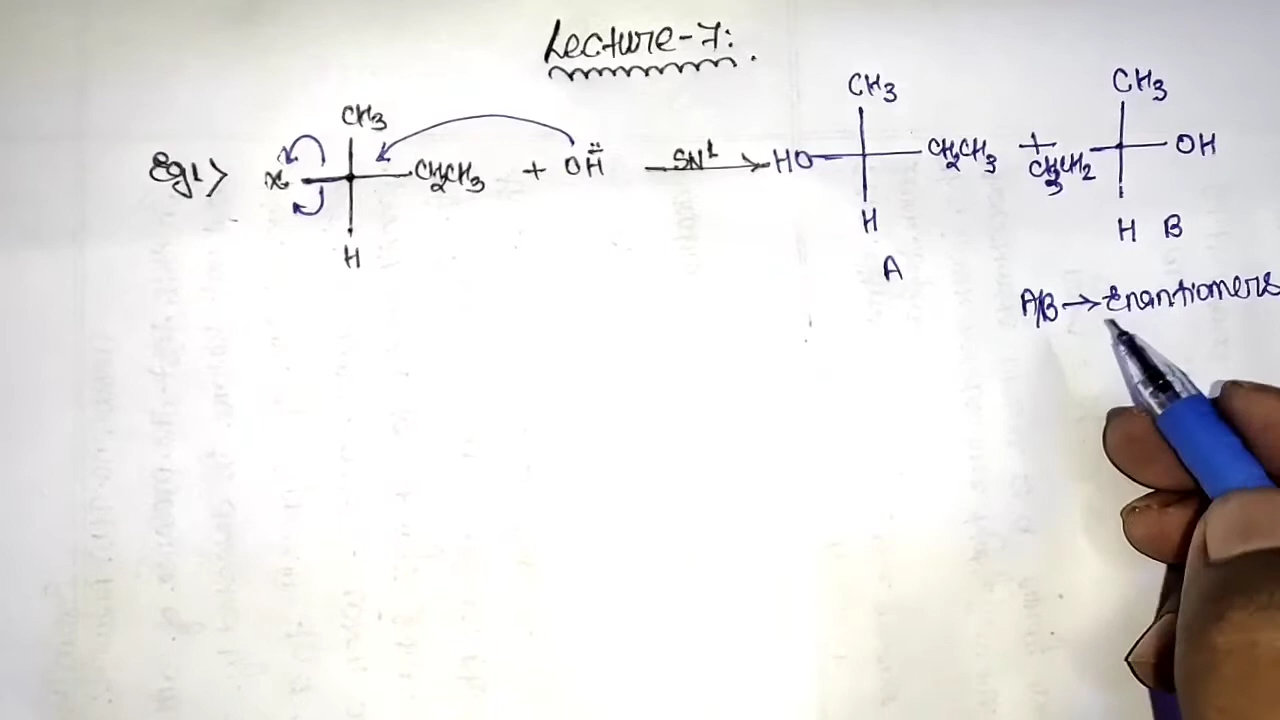 Lecture-7:
CH3 CH3 CH3
Eg1> x CH2CH3 + OH SN1 HO CH2CH3 + CH3CH2 OH
H H H B
A
A/B → Enantiomers